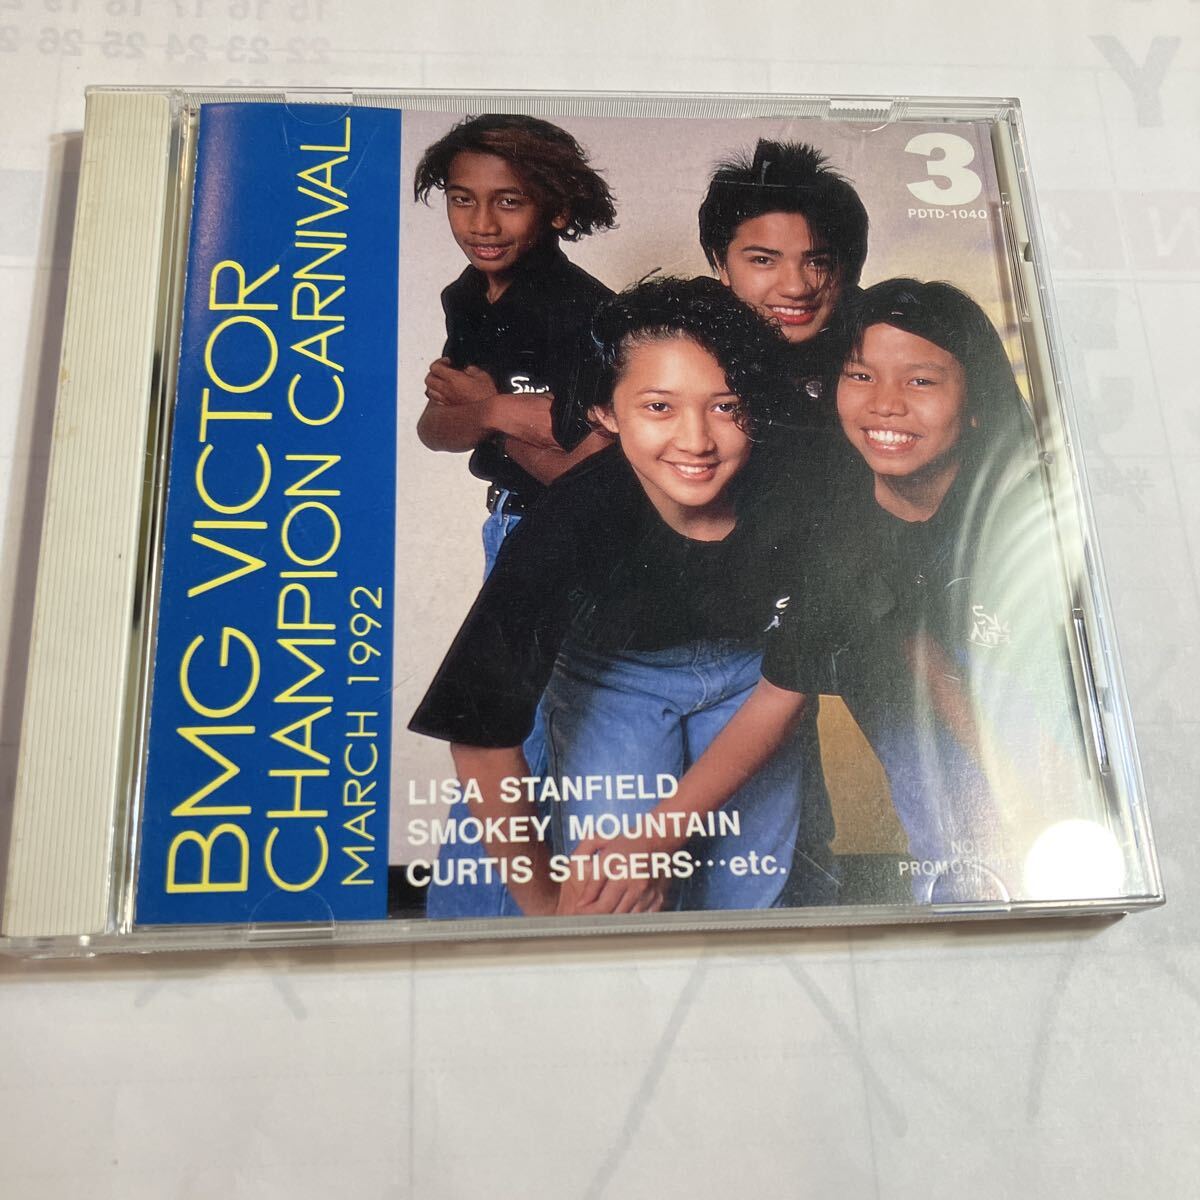 BMG VICTOR
CHAMPION CARNIVAL
MARCH 1992
3
PDTD-1040
LISA STANFIELD
SMOKEY MOUNTAIN
CURTIS STIGERS…etc.